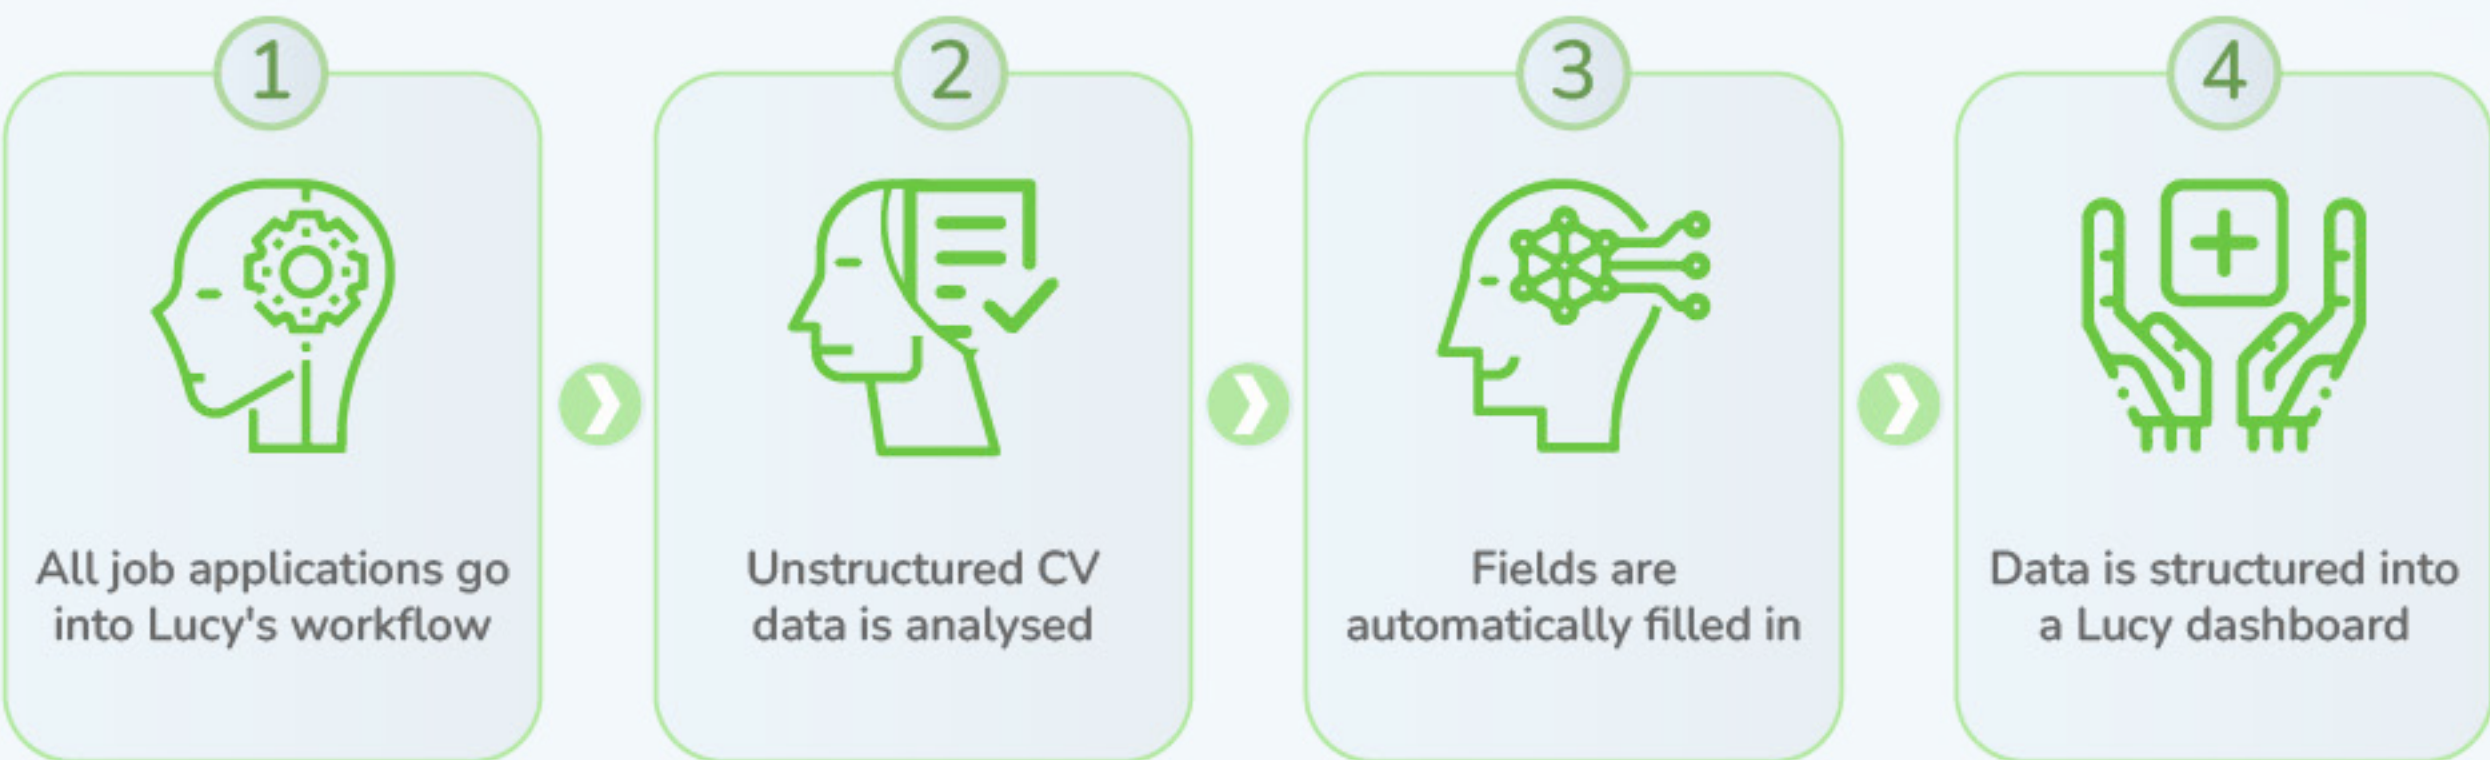 1
All job applications go
into Lucy's workflow
2
Unstructured CV
data is analysed
3
Fields are
automatically filled in
4
Data is structured into
a Lucy dashboard